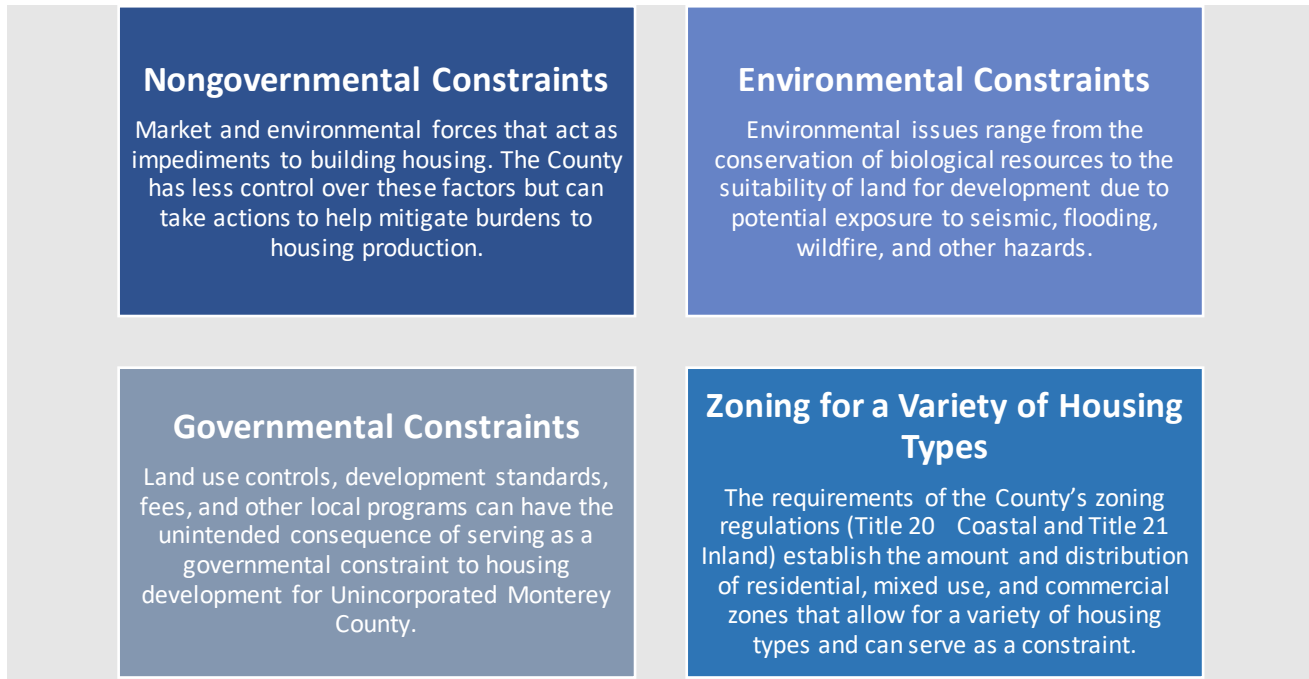 Nongovernmental Constraints
Market and environmental forces that act as
impediments to building housing. The County
has less control over these factors but can
take actions to help mitigate burdens to
housing production.
Environmental Constraints
Environmental issues range from the
conservation of biological resources to the
suitability of land for development due to
potential exposure to seismic, flooding,
wildfire, and other hazards.
Governmental Constraints
Land use controls, development standards,
fees, and other local programs can have the
unintended consequence of serving as a
governmental constraint to housing
development for Unincorporated Monterey
County.
Zoning for a Variety of Housing
Types
The requirements of the County’s zoning
regulations (Title 20 Coastal and Title 21
Inland) establish the amount and distribution
of residential, mixed use, and commercial
zones that allow for a variety of housing
types and can serve as a constraint.